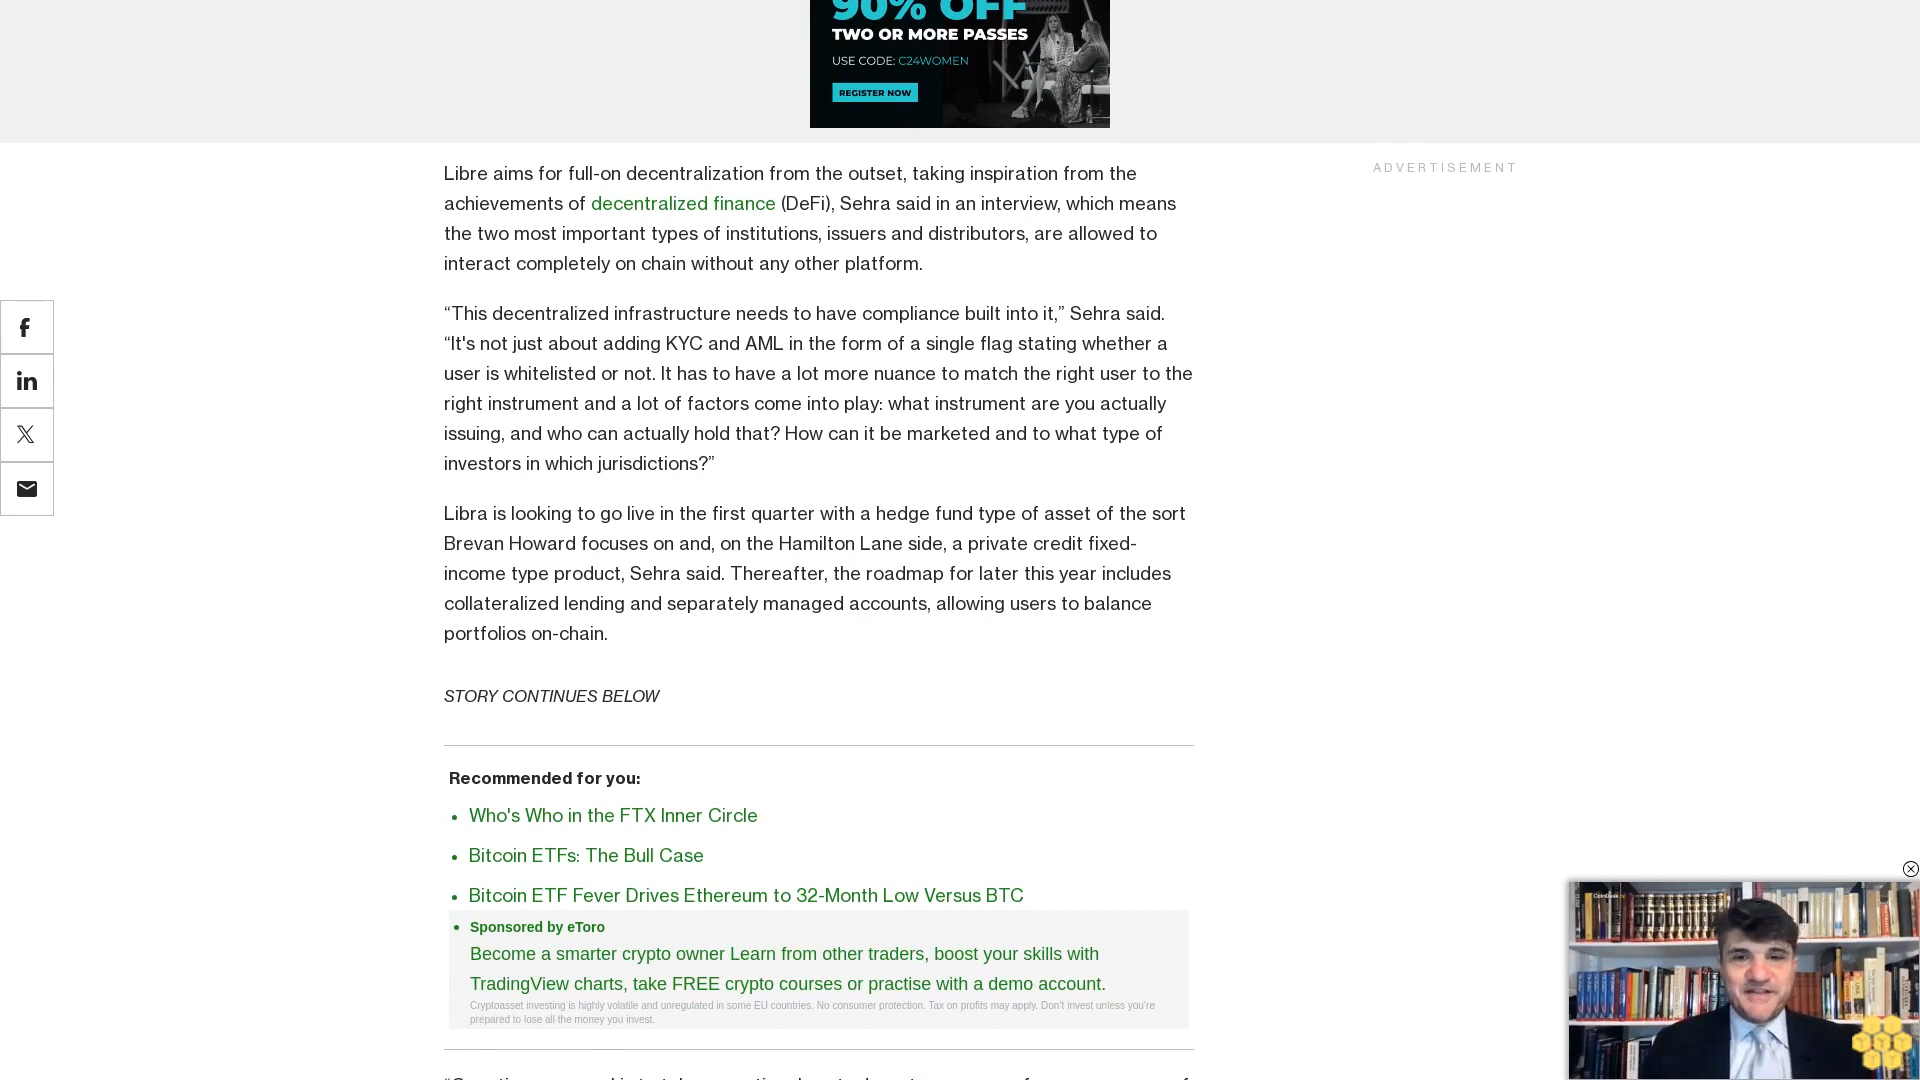 90% OFF
TWO OR MORE PASSES
USE CODE: C24WOMEN
REGISTER NOW
ADVERTISEMENT
Libre aims for full-on decentralization from the outset, taking inspiration from the
achievements of decentralized finance (DeFi), Sehra said in an interview, which means
the two most important types of institutions, issuers and distributors, are allowed to
interact completely on chain without any other platform.
“This decentralized infrastructure needs to have compliance built into it,” Sehra said.
“It's not just about adding KYC and AML in the form of a single flag stating whether a
user is whitelisted or not. It has to have a lot more nuance to match the right user to the
right instrument and a lot of factors come into play: what instrument are you actually
issuing, and who can actually hold that? How can it be marketed and to what type of
investors in which jurisdictions?”
Libra is looking to go live in the first quarter with a hedge fund type of asset of the sort
Brevan Howard focuses on and, on the Hamilton Lane side, a private credit fixed-
income type product, Sehra said. Thereafter, the roadmap for later this year includes
collateralized lending and separately managed accounts, allowing users to balance
portfolios on-chain.
STORY CONTINUES BELOW
Recommended for you:
• Who's Who in the FTX Inner Circle
• Bitcoin ETFs: The Bull Case
• Bitcoin ETF Fever Drives Ethereum to 32-Month Low Versus BTC
• Sponsored by eToro
Become a smarter crypto owner Learn from other traders, boost your skills with
TradingView charts, take FREE crypto courses or practise with a demo account.
Cryptoasset investing is highly volatile and unregulated in some EU countries. No consumer protection. Tax on profits may apply. Don't invest unless you're
prepared to lose all the money you invest.